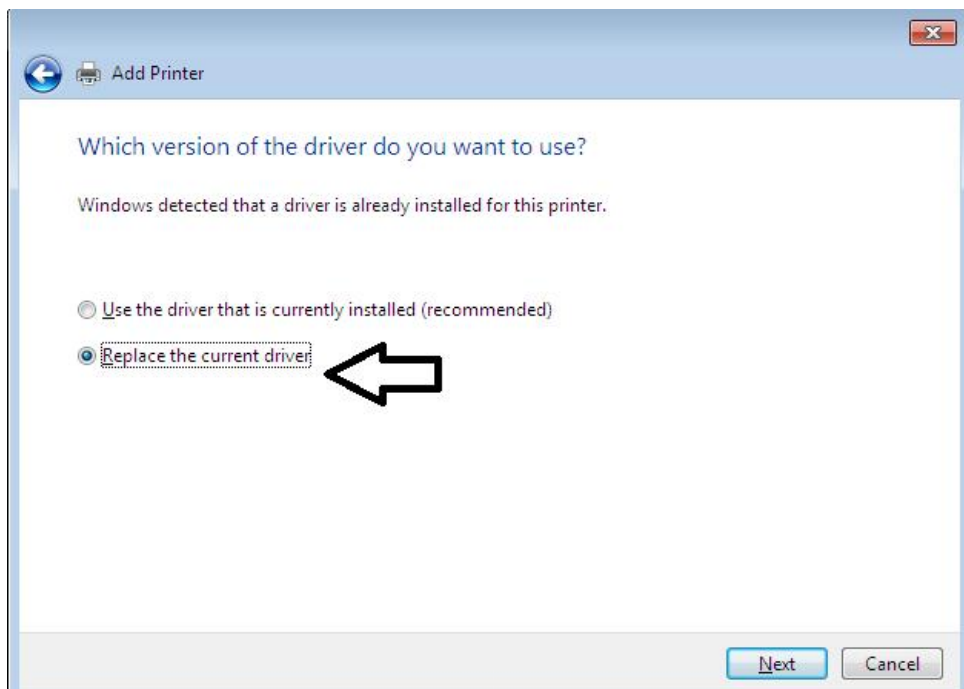 Add Printer
Which version of the driver do you want to use?
Windows detected that a driver is already installed for this printer.
Use the driver that is currently installed (recommended)
Replace the current driver
Next
Cancel